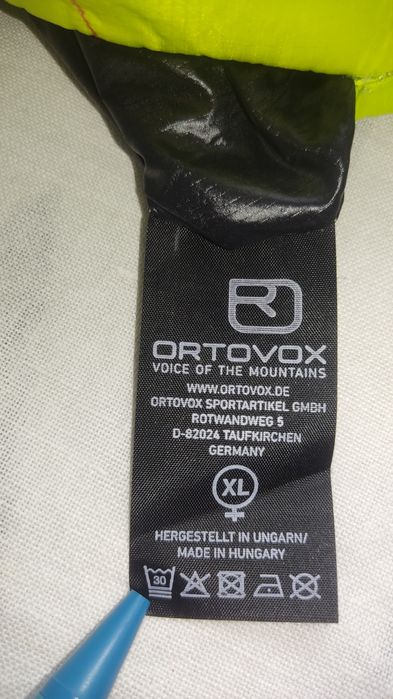 ORTOVOX
VOICE OF THE MOUNTAINS
WWW.ORTOVOX.DE
ORTOVOX SPORTARTIKEL GMBH
ROTWANDWEG 5
D-82024 TAUFKIRCHEN
GERMANY
XL
HERGESTELLT IN UNGARN/
MADE IN HUNGARY
30